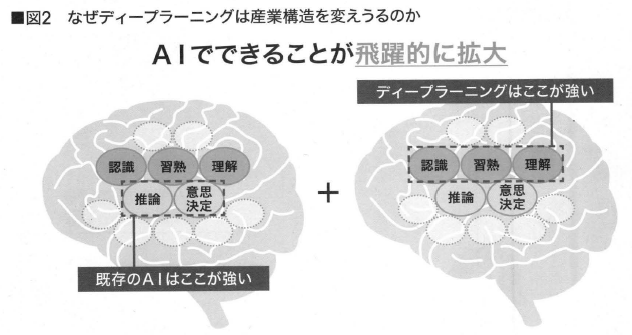 ■図2 なぜディープラーニングは産業構造を変えうるのか
AIでできることが飛躍的に拡大
認識
習熟
理解
推論
意思
決定
既存のAIはここが強い
+
ディープラーニングはここが強い
認識
習熟
理解
推論
意思
決定